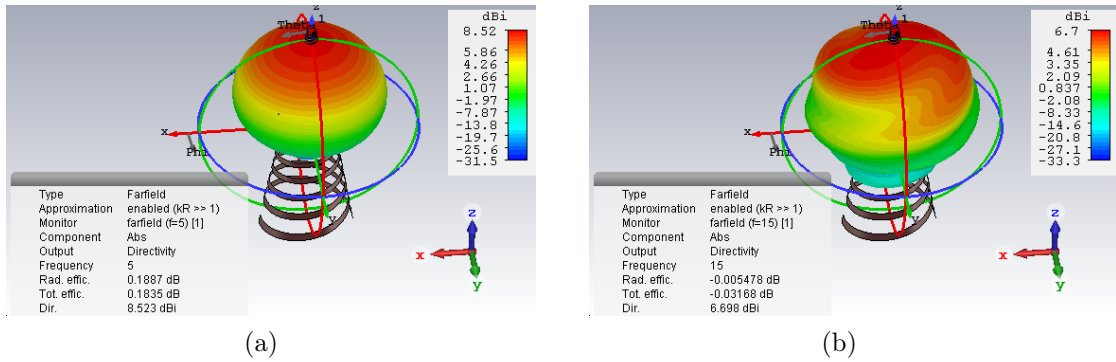 z
Theta
1
x
Phi
y
dBi
8.52
5.86
4.26
2.66
1.07
-1.97
-7.87
-13.8
-19.7
-25.6
-31.5
Type Farfield
Approximation enabled (kR >> 1)
Monitor farfield (f=5) [1]
Component Abs
Output Directivity
Frequency 5
Rad. effic. 0.1887 dB
Tot. effic. 0.1835 dB
Dir. 8.523 dBi
z
x
y
(a)
z
Theta
1
x
Phi
y
dBi
6.7
4.61
3.35
2.09
0.837
-2.08
-8.33
-14.6
-20.8
-27.1
-33.3
Type Farfield
Approximation enabled (kR >> 1)
Monitor farfield (f=15) [1]
Component Abs
Output Directivity
Frequency 15
Rad. effic. -0.005478 dB
Tot. effic. -0.03168 dB
Dir. 6.698 dBi
z
x
y
(b)